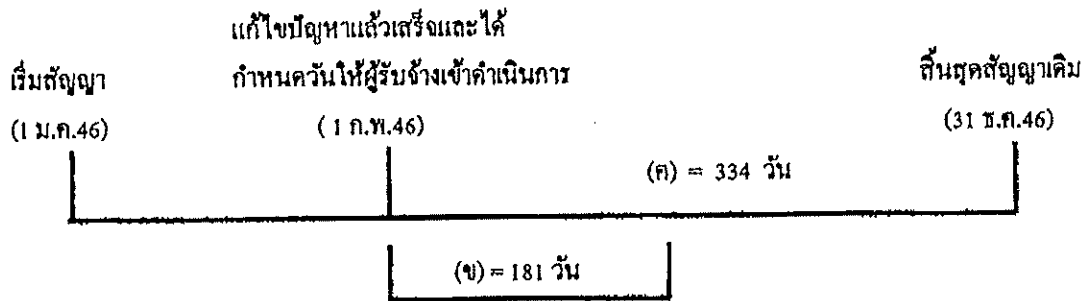 แก้ไขปัญหาแล้วเสร็จและได้
เริ่มสัญญา กำหนดวันให้ผู้รับจ้างเข้าดำเนินการ สิ้นสุดสัญญาเดิม
(1 ม.ค.46) ( 1 ก.พ.46) (31 ธ.ค.46)
(ค) = 334 วัน
(ข) = 181 วัน